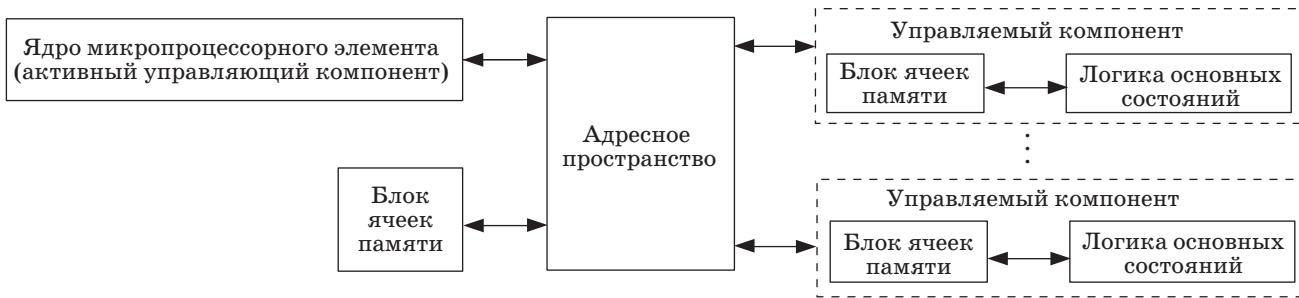 Ядро микропроцессорного элемента
(активный управляющий компонент)
Блок
ячеек
памяти
Адресное
пространство
Управляемый компонент
Блок ячеек
памяти
Логика основных
состояний
Управляемый компонент
Блок ячеек
памяти
Логика основных
состояний